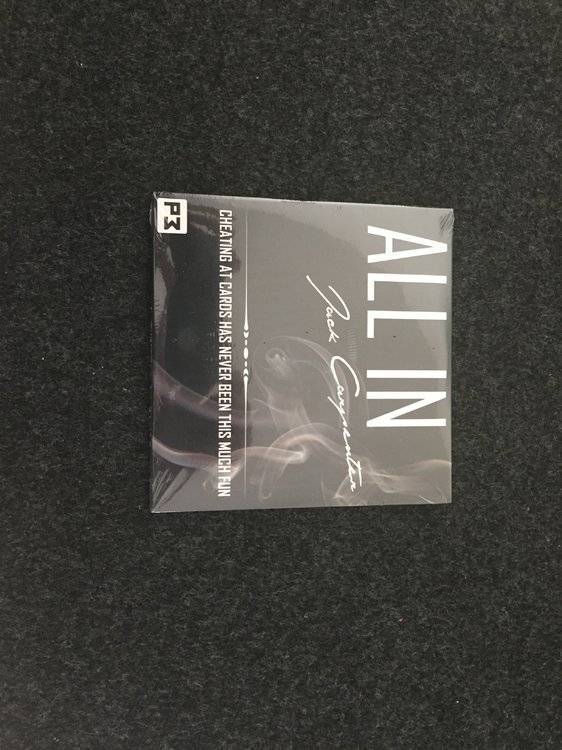 ALL IN
Jack Carpenter
CHEATING AT CARDS HAS NEVER BEEN THIS MUCH FUN
P3